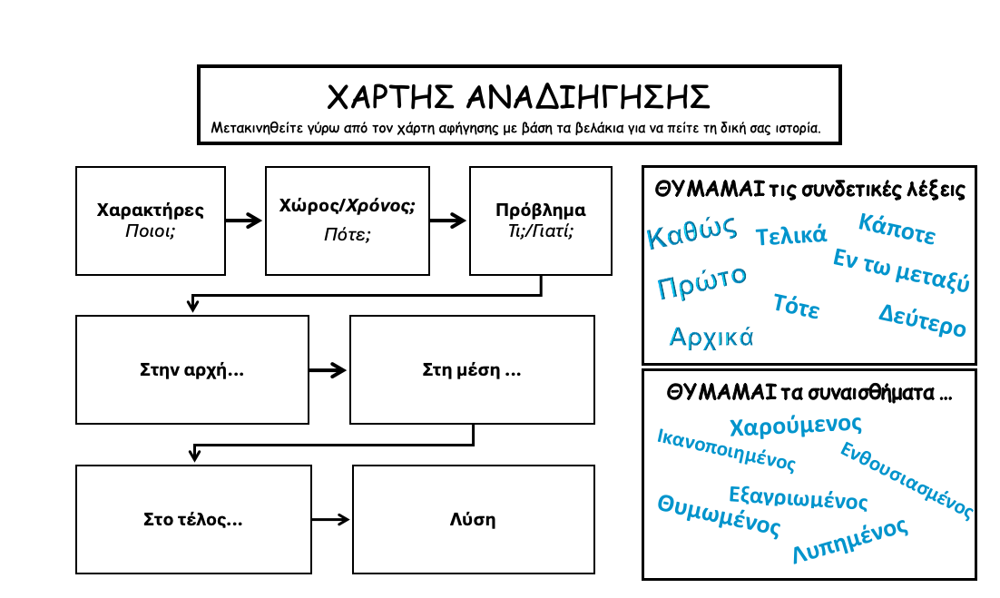 ΧΑΡΤΗΣ ΑΝΑΔΙΗΓΗΣΗΣ
Μετακινηθείτε γύρω από τον χάρτη αφήγησης με βάση τα βελάκια για να πείτε τη δική σας ιστορία.
Χαρακτήρες
Ποιοι;
Χώρος/Χρόνος;
Πότε;
Πρόβλημα
Τι;/Γιατί;
Στην αρχή...
Στη μέση ...
Στο τέλος...
Λύση
ΘΥΜΑΜΑΙ τις συνδετικές λέξεις
Καθώς
Τελικά
Κάποτε
Εν τω μεταξύ
Πρώτο
Τότε
Δεύτερο
Αρχικά
ΘΥΜΑΜΑΙ τα συναισθήματα ...
Χαρούμενος
Ικανοποιημένος
Ενθουσιασμένος
Εξαγριωμένος
Θυμωμένος
Λυπημένος